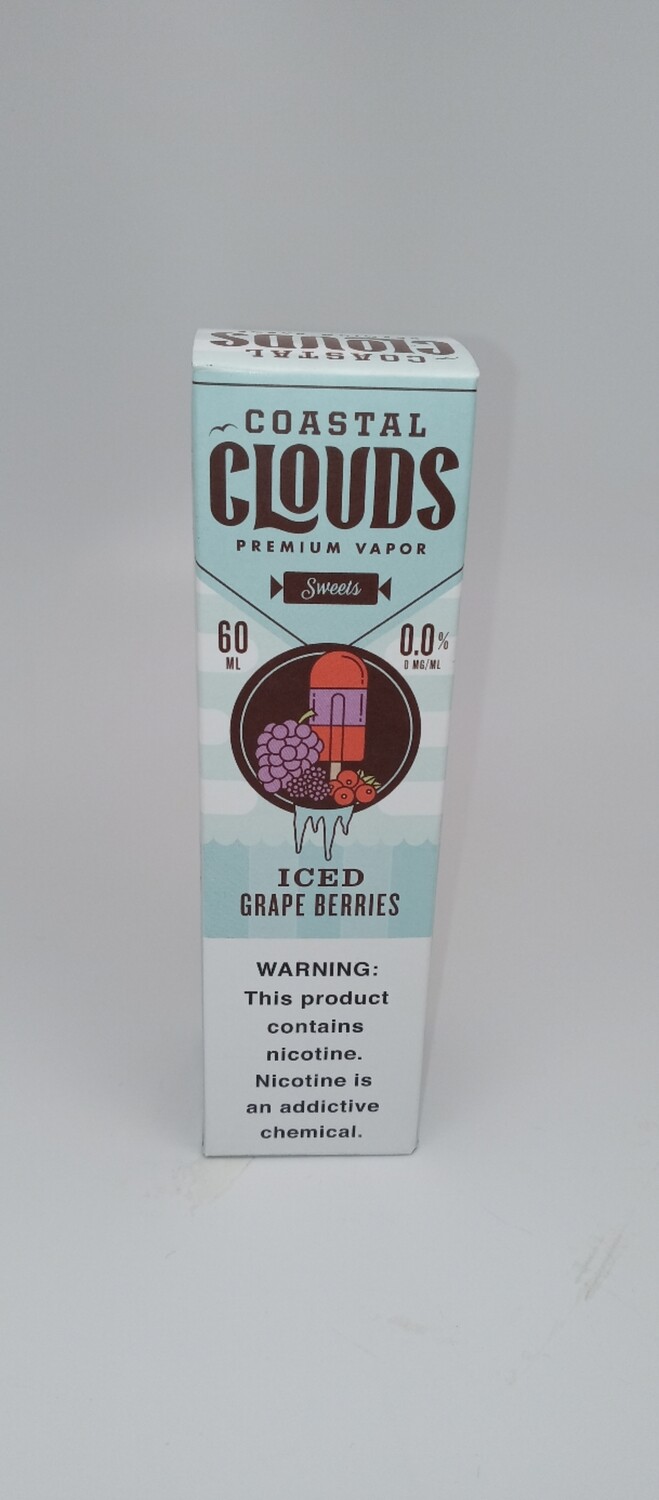 COASTAL
CLOUDS
COASTAL
CLOUDS
PREMIUM VAPOR
Sweets
60
ML
0.0%
0 MG/ML
ICED
GRAPE BERRIES
WARNING:
This product
contains
nicotine.
Nicotine is
an addictive
chemical.